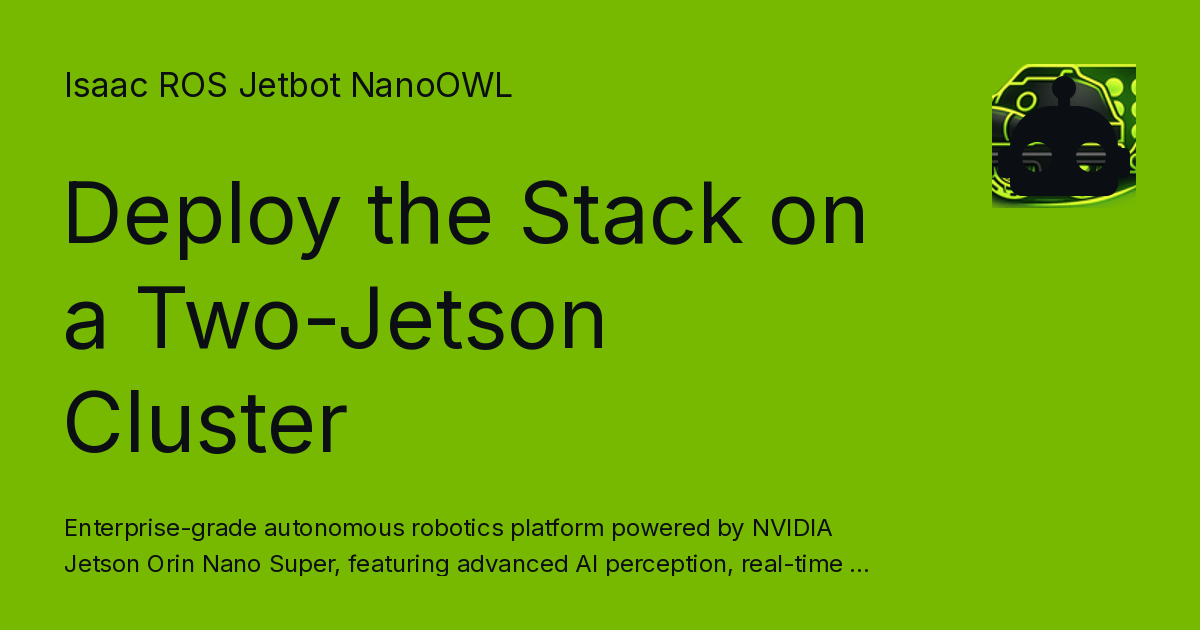 Isaac ROS Jetbot NanoOWL
Deploy the Stack on
a Two-Jetson
Cluster
Enterprise-grade autonomous robotics platform powered by NVIDIA
Jetson Orin Nano Super, featuring advanced AI perception, real-time ...